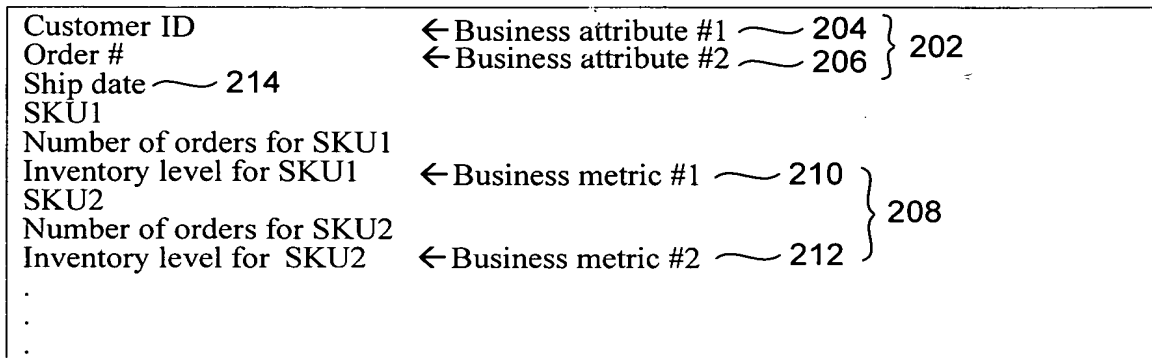 Customer ID ←Business attribute #1 204
Order # ←Business attribute #2 206 202
Ship date 214
SKU1
Number of orders for SKU1
Inventory level for SKU1 ←Business metric #1 210
SKU2 208
Number of orders for SKU2
Inventory level for SKU2 ←Business metric #2 212
.
.
.